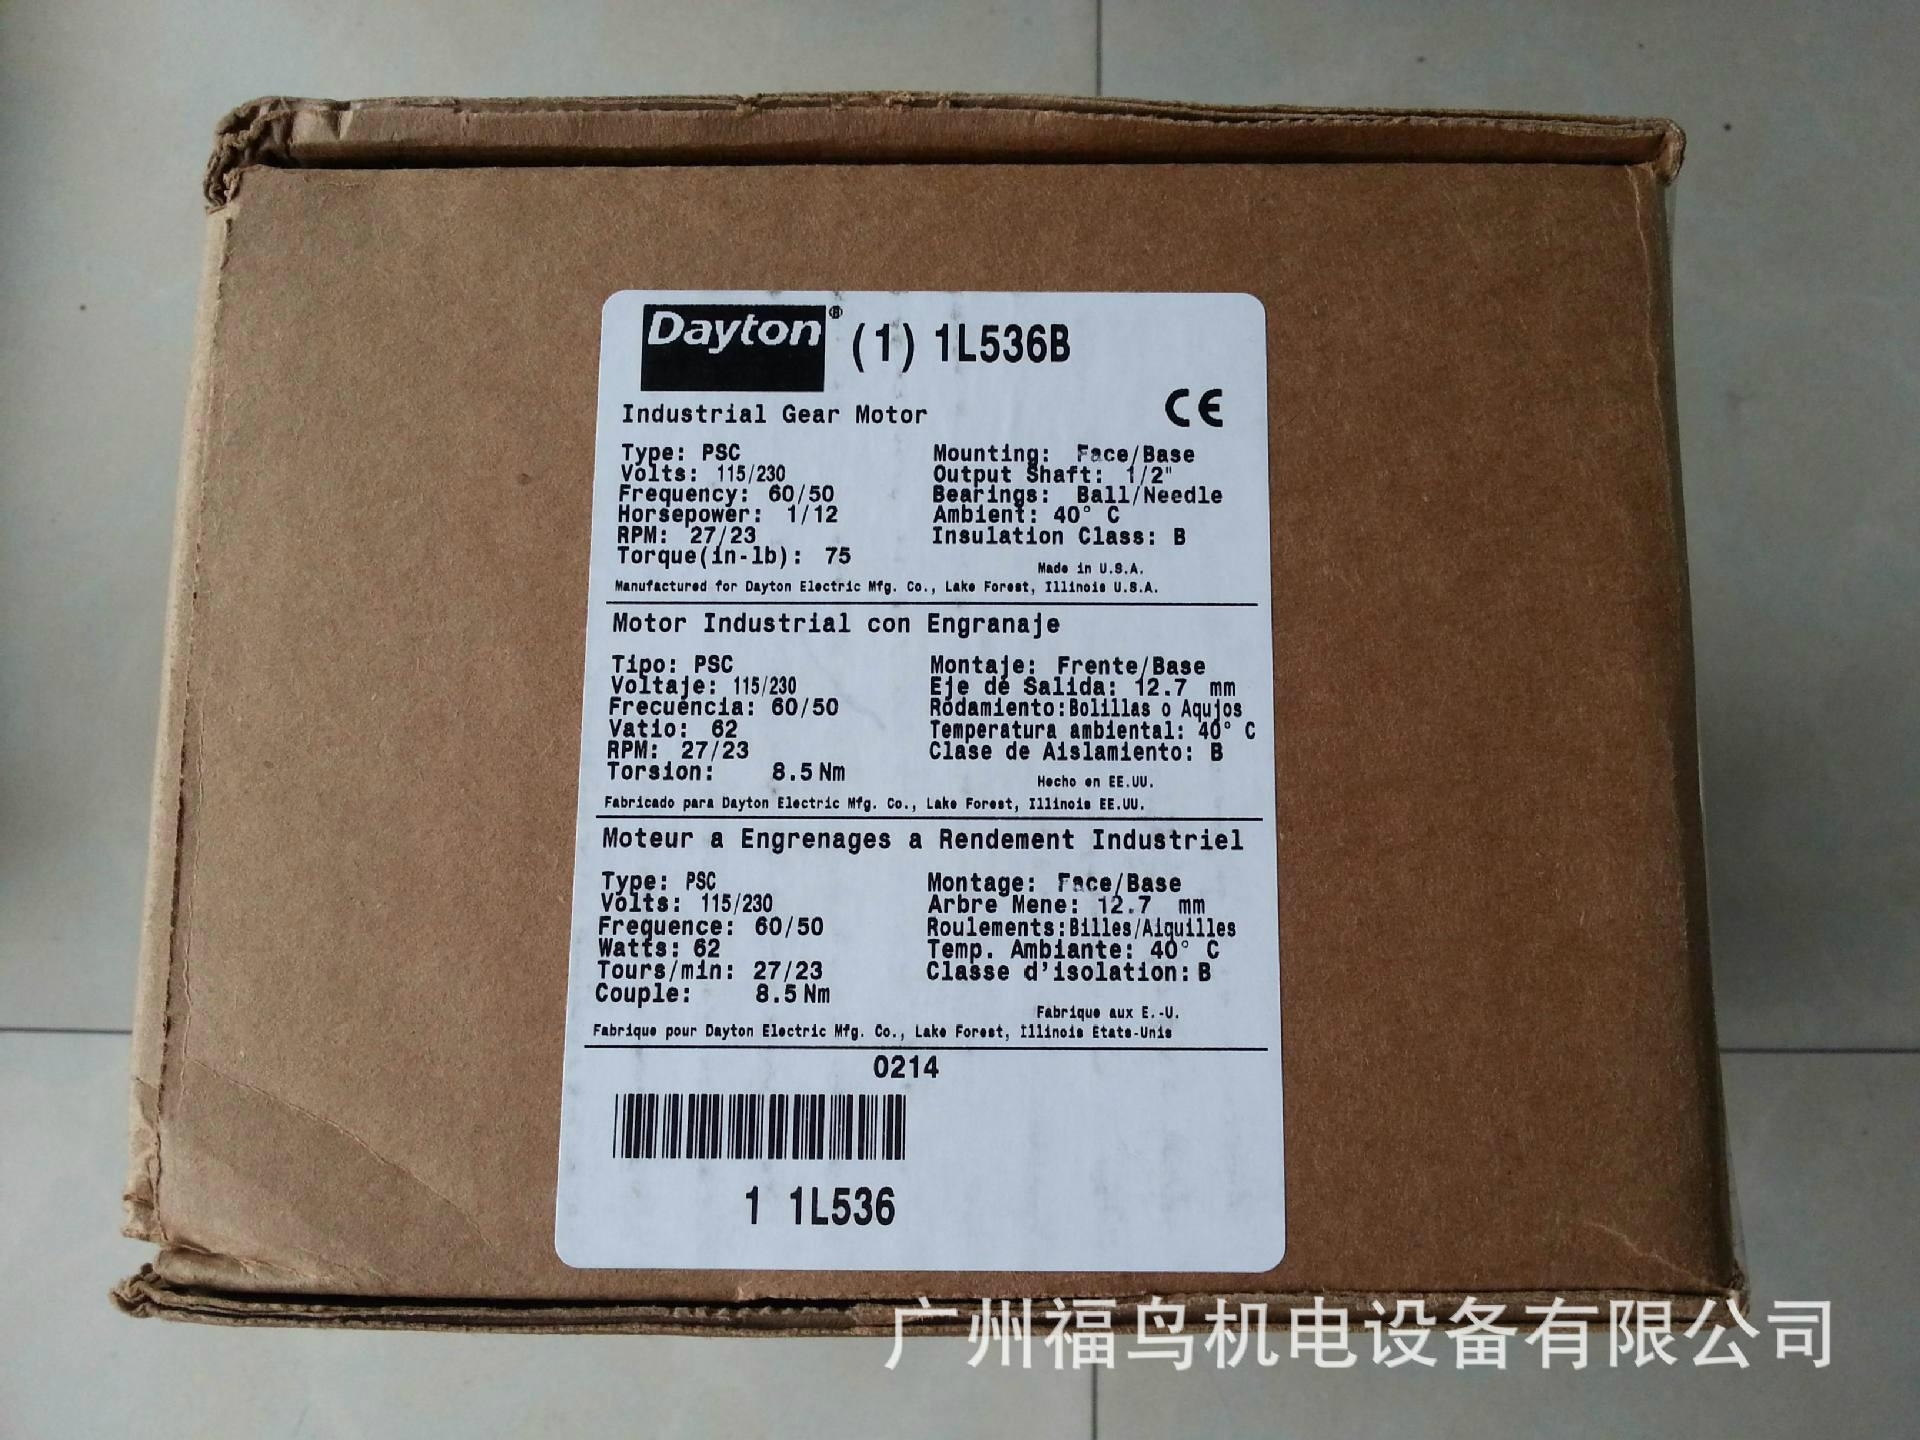 Dayton® (1) 1L536B
CE
Industrial Gear Motor
Type: PSC
Volts: 115/230
Frequency: 60/50
Horsepower: 1/12
RPM: 27/23
Torque(in-lb): 75
Mounting: Face/Base
Output Shaft: 1/2"
Bearings: Ball/Needle
Ambient: 40° C
Insulation Class: B
Made in U.S.A.
Manufactured for Dayton Electric Mfg. Co., Lake Forest, Illinois U.S.A.
Motor Industrial con Engranaje
Tipo: PSC
Voltaje: 115/230
Frecuencia: 60/50
Vatio: 62
RPM: 27/23
Torsion: 8.5 Nm
Montaje: Frente/Base
Eje de Salida: 12.7 mm
Rodamiento:Bolillas o Aqujos
Temperatura ambiental: 40° C
Clase de Aislamiento: B
Hecho en EE.UU.
Fabricado para Dayton Electric Mfg. Co., Lake Forest, Illinois EE.UU.
Moteur a Engrenages a Rendement Industriel
Type: PSC
Volts: 115/230
Frequence: 60/50
Watts: 62
Tours/min: 27/23
Couple: 8.5 Nm
Montage: Face/Base
Arbre Mene: 12.7 mm
Roulements:Billes/Aiquilles
Temp. Ambiante: 40° C
Classe d'isolation: B
Fabrique aux E.-U.
Fabrique pour Dayton Electric Mfg. Co., Lake Forest, Illinois Etats-Unis
0214
1 1L536
广州福鸟机电设备有限公司